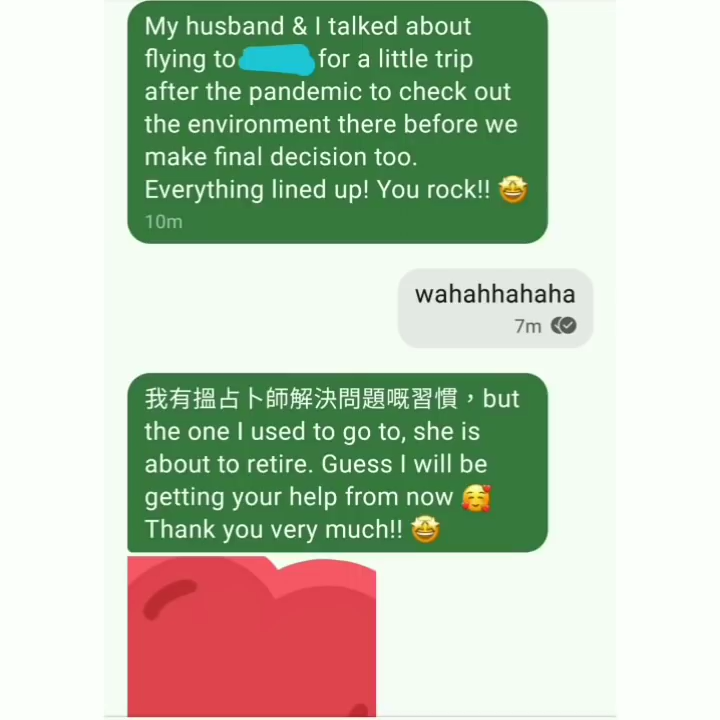 My husband & I talked about
flying to for a little trip
after the pandemic to check out
the environment there before we
make final decision too.
Everything lined up! You rock!! 🤩
10m
wahahhahaha
7m
我有搵占卜師解決問題嘅習慣，but
the one I used to go to, she is
about to retire. Guess I will be
getting your help from now 🥰
Thank you very much!! 🤩